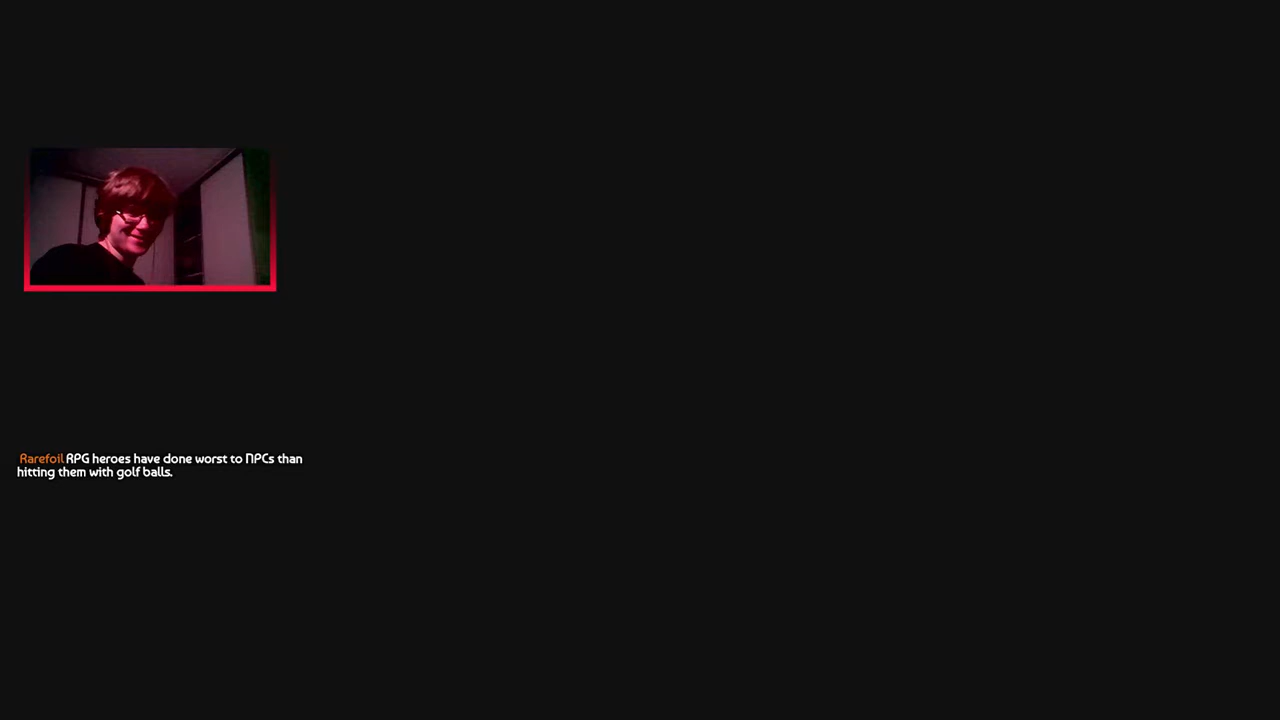 Rarefoil RPG heroes have done worst to NPCs than
hitting them with golf balls.